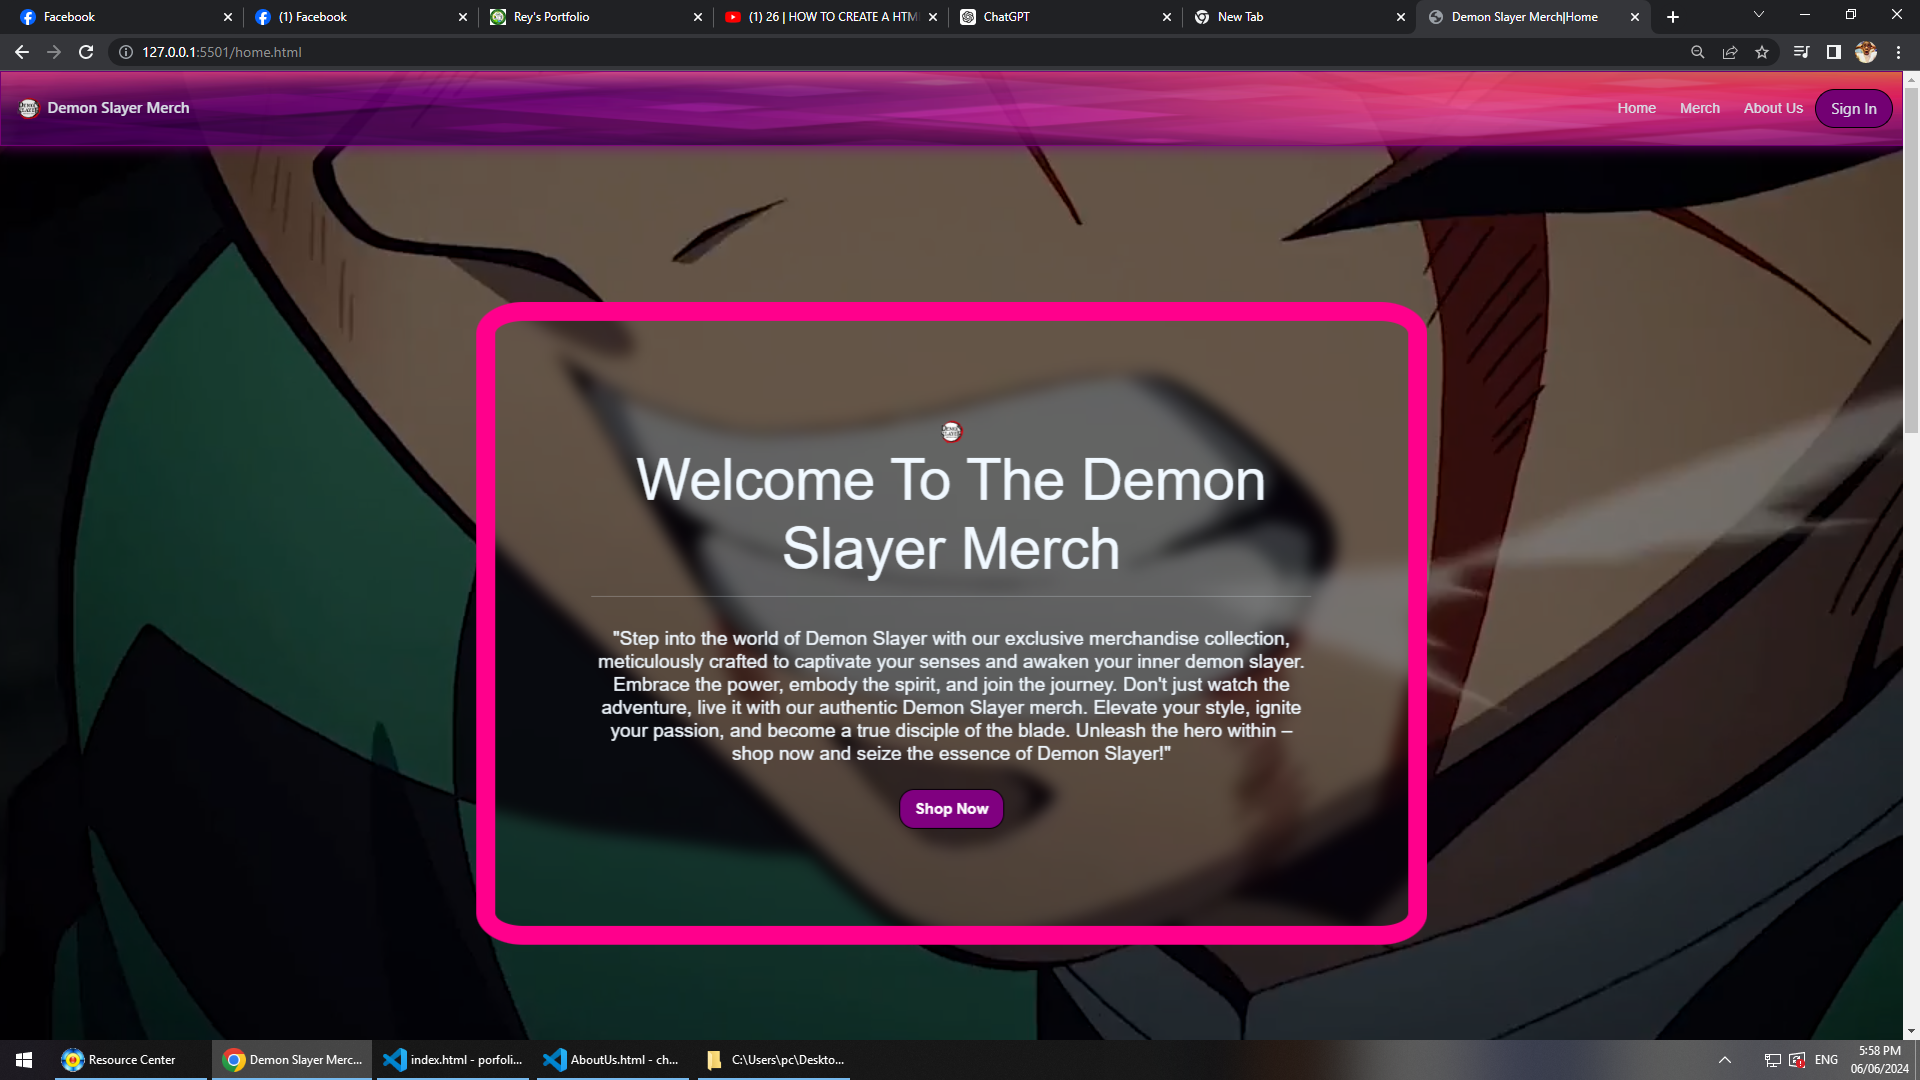 Facebook
(1) Facebook
Rey's Portfolio
(1) 26 | HOW TO CREATE A HTM
ChatGPT
New Tab
Demon Slayer Merch|Home
127.0.0.1:5501/home.html
Demon Slayer Merch
Home
Merch
About Us
Sign In
Welcome To The Demon
Slayer Merch
"Step into the world of Demon Slayer with our exclusive merchandise collection,
meticulously crafted to captivate your senses and awaken your inner demon slayer.
Embrace the power, embody the spirit, and join the journey. Don't just watch the
adventure, live it with our authentic Demon Slayer merch. Elevate your style, ignite
your passion, and become a true disciple of the blade. Unleash the hero within –
shop now and seize the essence of Demon Slayer!"
Shop Now
Resource Center
Demon Slayer Merc...
index.html - porfoli...
AboutUs.html - ch...
C:\Users\pc\Deskto...
ENG
5:58 PM
06/06/2024